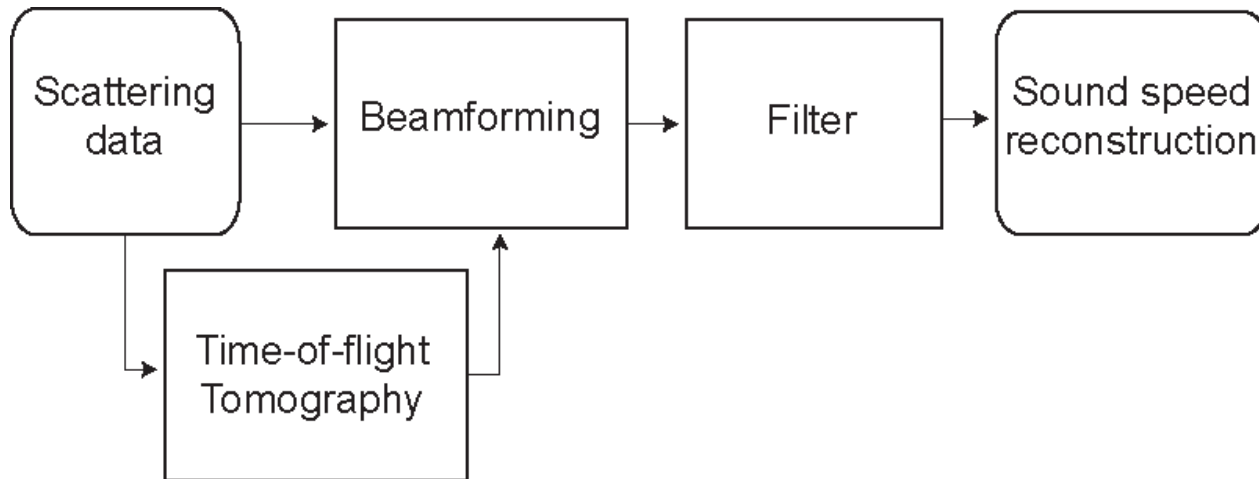 Scattering
data
Beamforming
Filter
Sound speed
reconstruction
Time-of-flight
Tomography